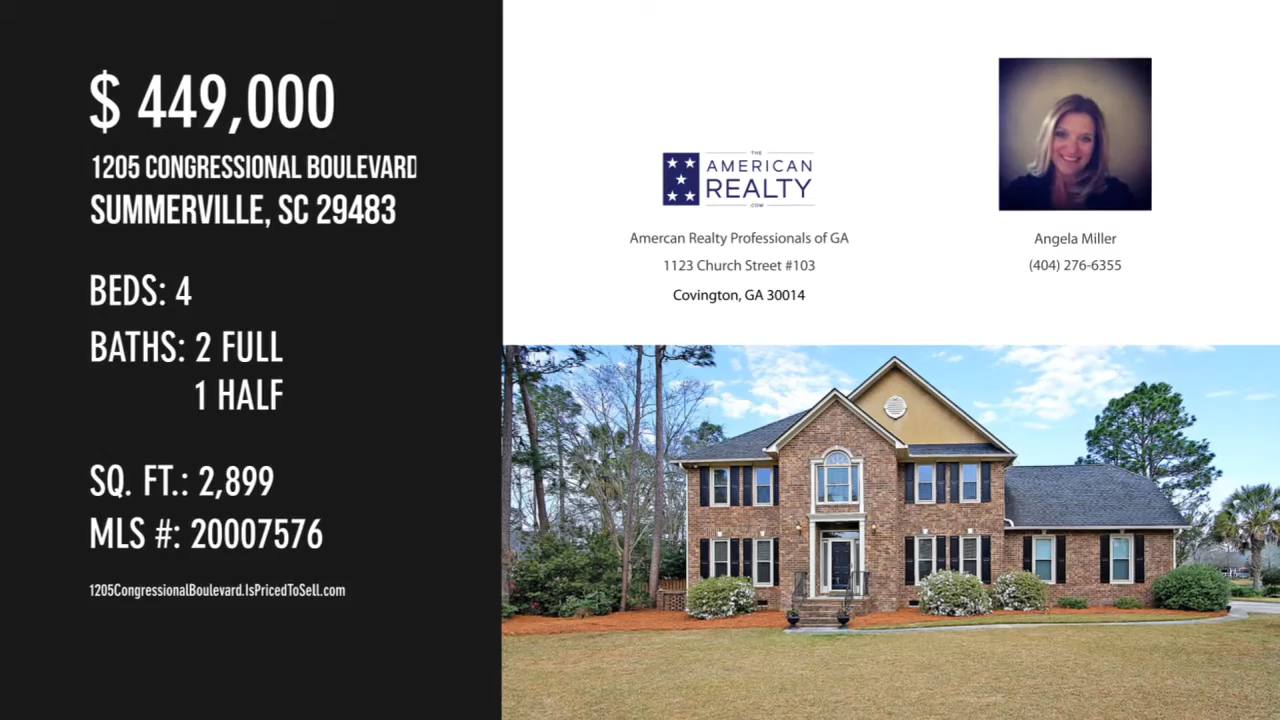 $ 449,000
1205 CONGRESSIONAL BOULEVARD
SUMMERVILLE, SC 29483
BEDS: 4
BATHS: 2 FULL
1 HALF
SQ. FT.: 2,899
MLS #: 20007576
1205CongressionalBoulevard.IsPricedToSell.com
THE
AMERICAN
REALTY
.COM
Amercan Realty Professionals of GA
1123 Church Street #103
Covington, GA 30014
Angela Miller
(404) 276-6355